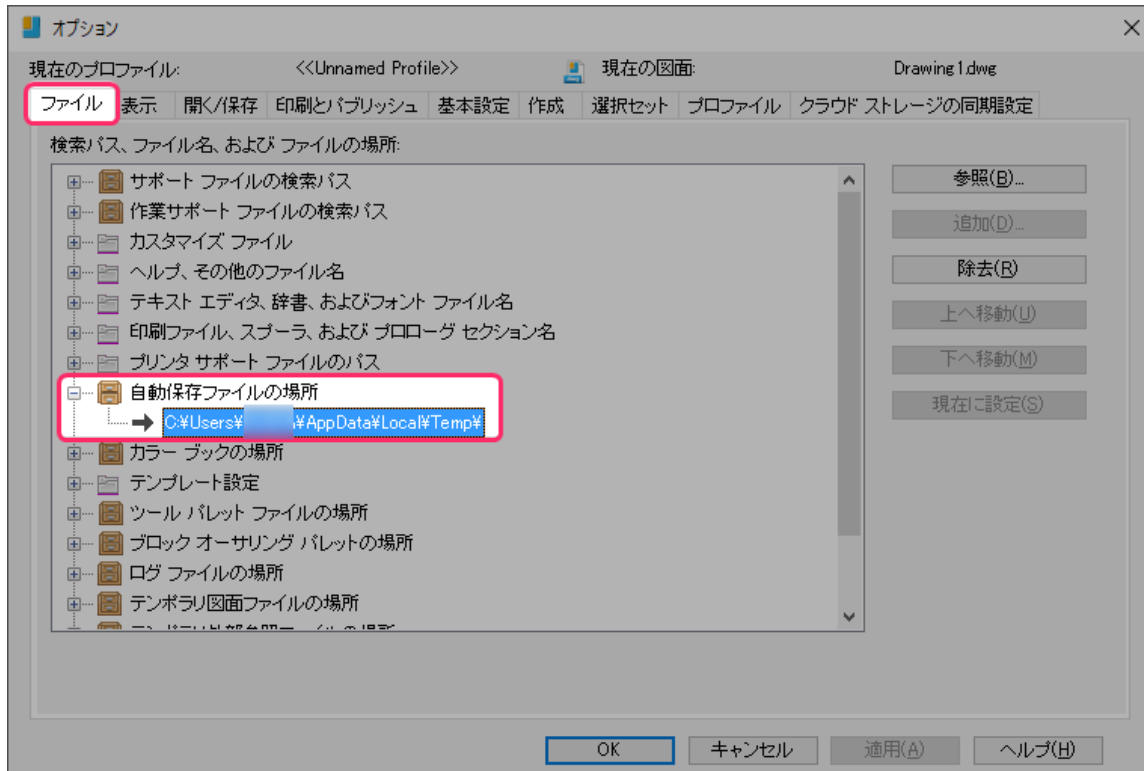 オプション
現在のプロファイル: <<Unnamed Profile>> 現在の図面: Drawing1.dwg
ファイル 表示 開く/保存 印刷とパブリッシュ 基本設定 作成 選択セット プロファイル クラウド ストレージの同期設定
検索パス、ファイル名、および ファイルの場所:
サポート ファイルの検索パス
作業サポート ファイルの検索パス
カスタマイズ ファイル
ヘルプ、その他のファイル名
テキスト エディタ、辞書、およびフォント ファイル名
印刷ファイル、スプーラ、および プロローグ セクション名
プリンタ サポート ファイルのパス
自動保存ファイルの場所
C:¥Users¥ ¥AppData¥Local¥Temp¥
カラー ブックの場所
テンプレート設定
ツール パレット ファイルの場所
ブロック オーサリング パレットの場所
ログ ファイルの場所
テンポラリ図面ファイルの場所
参照(B)...
追加(D)...
除去(R)
上へ移動(U)
下へ移動(M)
現在に設定(S)
OK キャンセル 適用(A) ヘルプ(H)